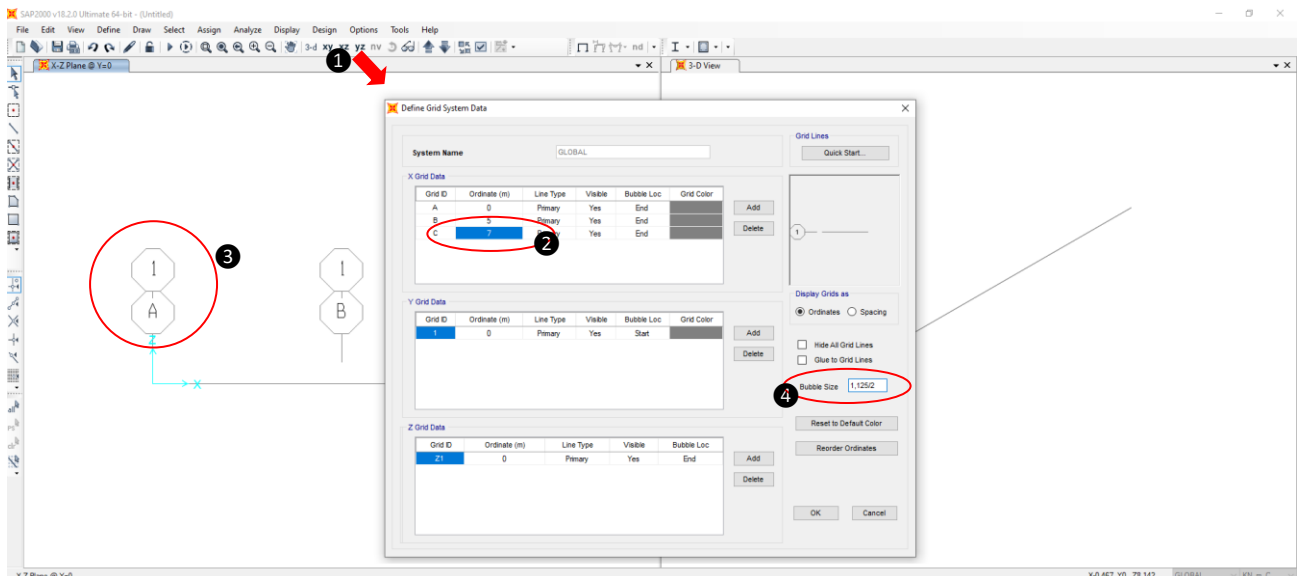 SAP2000 v18.2.0 Ultimate 64-bit - (Untitled)
File Edit View Define Draw Select Assign Analyze Display Design Options Tools Help
3-d xy xz yz nv nd
1
X-Z Plane @ Y=0
3-D View
Define Grid System Data
System Name GLOBAL
Grid Lines
Quick Start...
X Grid Data
Grid ID Ordinate (m) Line Type Visible Bubble Loc Grid Color
A 0 Primary Yes End
B 5 Primary Yes End
C 7 Yes End
Add
Delete
2
1
3
1
A
Z
X
1
B
Y Grid Data
Grid ID Ordinate (m) Line Type Visible Bubble Loc Grid Color
1 0 Primary Yes Start
Add
Delete
Display Grids as
Ordinates Spacing
Hide All Grid Lines
Glue to Grid Lines
Bubble Size 1,125/2
4
Reset to Default Color
Reorder Ordinates
Z Grid Data
Grid ID Ordinate (m) Line Type Visible Bubble Loc
Z1 0 Primary Yes End
Add
Delete
OK Cancel
all